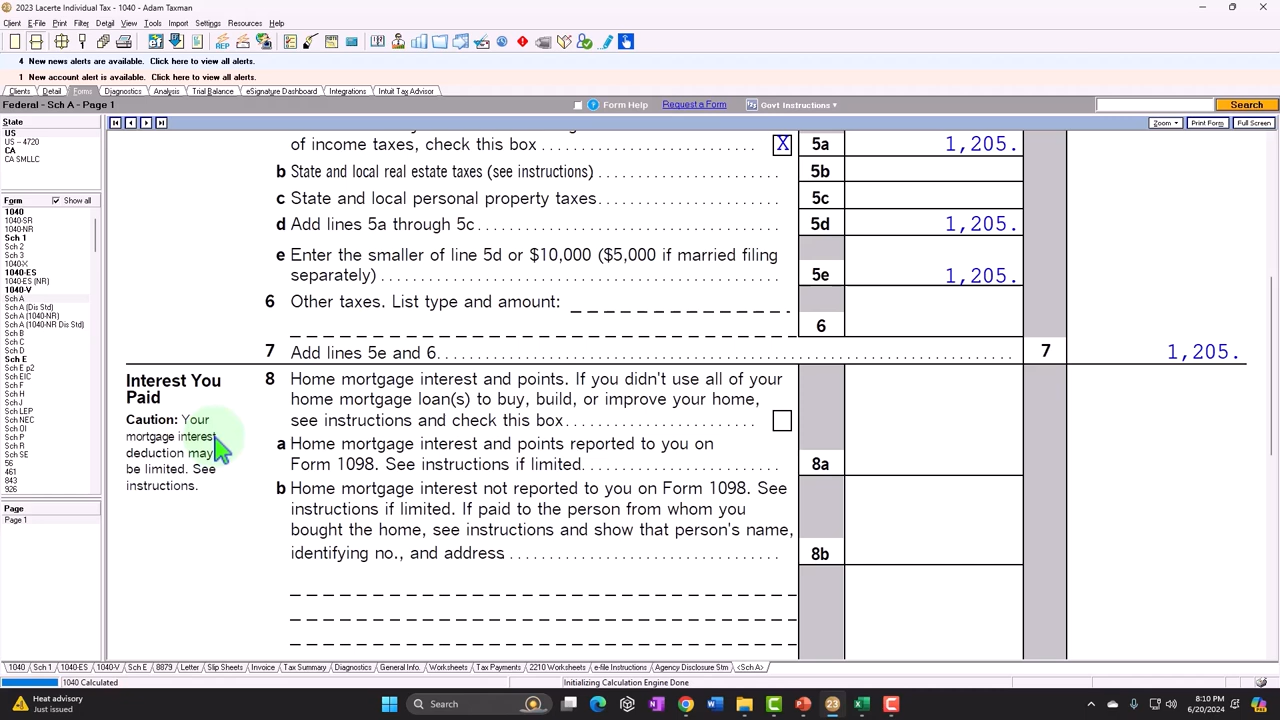 2023 Lacerte Individual Tax - 1040 - Adam Taxman
Client E-File Print Filter Detail View Tools Import Settings Resources Help
4 New news alerts are available. Click here to view all alerts.
1 New account alert is available. Click here to view all alerts.
Clients Detail Forms Diagnostics Analysis Trial Balance eSignature Dashboard Integrations Intuit Tax Advisor
Federal - Sch A - Page 1
Form Help Request a Form Govt Instructions Search
Zoom Print Form Full Screen
State
US
US - 4720
CA
CA SMLLC
Form Show all
1040
1040-SR
1040-NR
Sch 1
Sch 2
Sch 3
1040-X
1040-ES
1040-ES (NR)
1040-V
Sch A
Sch A (Dis Std)
Sch A (1040-NR)
Sch A (1040-NR Dis Std)
Sch B
Sch C
Sch D
Sch E
Sch E p2
Sch EIC
Sch F
Sch H
Sch J
Sch LEP
Sch NEC
Sch OI
Sch P
Sch R
Sch SE
56
461
843
926
Page
Page 1
of income taxes, check this box X 5a 1,205.
b State and local real estate taxes (see instructions) 5b
c State and local personal property taxes 5c
d Add lines 5a through 5c 5d 1,205.
e Enter the smaller of line 5d or $10,000 ($5,000 if married filing
separately) 5e 1,205.
6 Other taxes. List type and amount:
6
7 Add lines 5e and 6 7 1,205.
Interest You
Paid
Caution: Your
mortgage interest
deduction may
be limited. See
instructions.
8 Home mortgage interest and points. If you didn't use all of your
home mortgage loan(s) to buy, build, or improve your home,
see instructions and check this box
a Home mortgage interest and points reported to you on
Form 1098. See instructions if limited 8a
b Home mortgage interest not reported to you on Form 1098. See
instructions if limited. If paid to the person from whom you
bought the home, see instructions and show that person's name,
identifying no., and address 8b
1040 Sch 1 1040-ES 1040-V Sch E 8879 Letter Slip Sheets Invoice Tax Summary Diagnostics General Info. Worksheets Tax Payments 2210 Worksheets e-file Instructions Agency Disclosure Stm <Sch A>
1040 Calculated Initializing Calculation Engine Done
Heat advisory
Just issued
Search
8:10 PM
6/20/2024